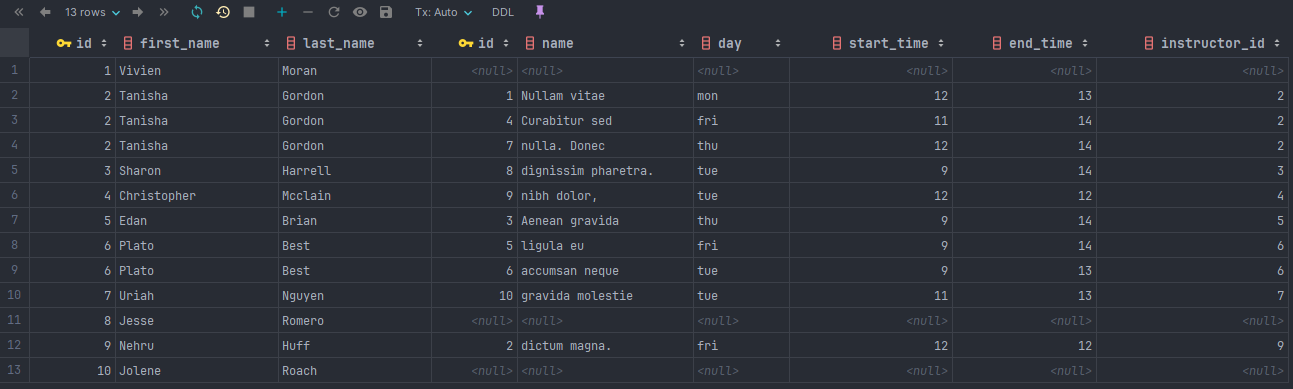 13 rows Tx: Auto DDL
id first_name last_name id name day start_time end_time instructor_id
1 1 Vivien Moran <null> <null> <null> <null> <null> <null>
2 2 Tanisha Gordon 1 Nullam vitae mon 12 13 2
3 2 Tanisha Gordon 4 Curabitur sed fri 11 14 2
4 2 Tanisha Gordon 7 nulla. Donec thu 12 14 2
5 3 Sharon Harrell 8 dignissim pharetra. tue 9 14 3
6 4 Christopher Mcclain 9 nibh dolor, tue 12 12 4
7 5 Edan Brian 3 Aenean gravida thu 9 14 5
8 6 Plato Best 5 ligula eu fri 9 14 6
9 6 Plato Best 6 accumsan neque tue 9 13 6
10 7 Uriah Nguyen 10 gravida molestie tue 11 13 7
11 8 Jesse Romero <null> <null> <null> <null> <null> <null>
12 9 Nehru Huff 2 dictum magna. fri 12 12 9
13 10 Jolene Roach <null> <null> <null> <null> <null> <null>